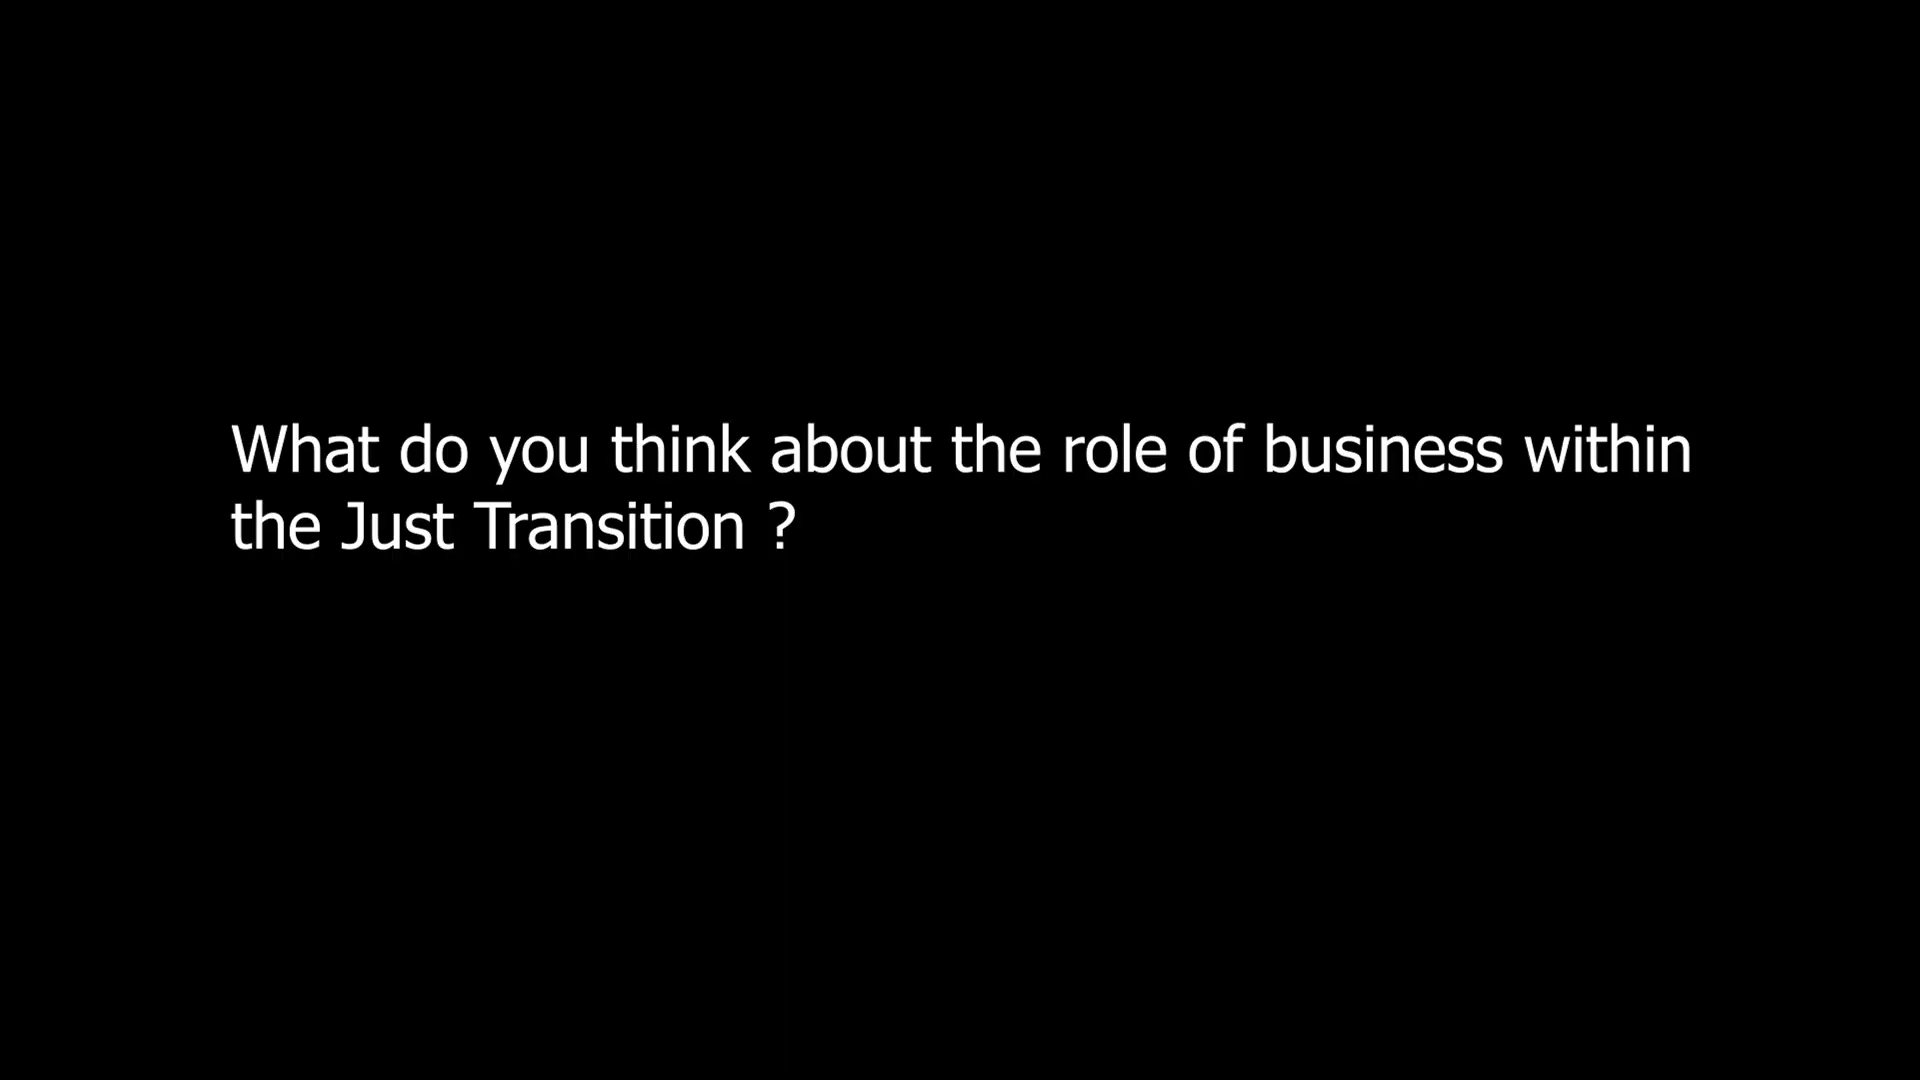 What do you think about the role of business within
the Just Transition ?